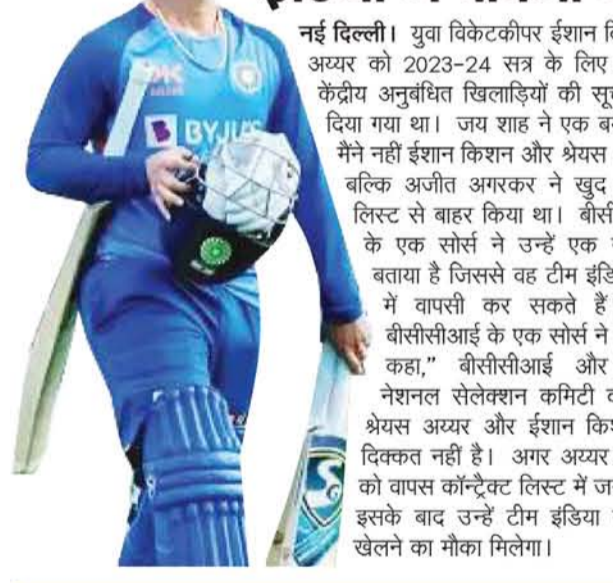 नई दिल्ली। युवा विकेटकीपर ईशान
अय्यर को 2023-24 सत्र के लिए
केंद्रीय अनुबंधित खिलाड़ियों की
दिया गया था। जय शाह ने एक
मैंने नहीं ईशान किशन और श्रेयस
बल्कि अजीत अगरकर ने खुद
लिस्ट से बाहर किया था।
के एक सोर्स ने उन्हें एक
बताया है जिससे वह टीम
में वापसी कर सकते हैं
बीसीसीआई के एक सोर्स ने
कहा,” बीसीसीआई और
नेशनल सेलेक्शन कमिटी
श्रेयस अय्यर और ईशान
दिक्कत नहीं है। अगर अय्यर
को वापस कॉन्ट्रैक्ट लिस्ट में
इसके बाद उन्हें टीम इंडिया
खेलने का मौका मिलेगा।
BYJU'S